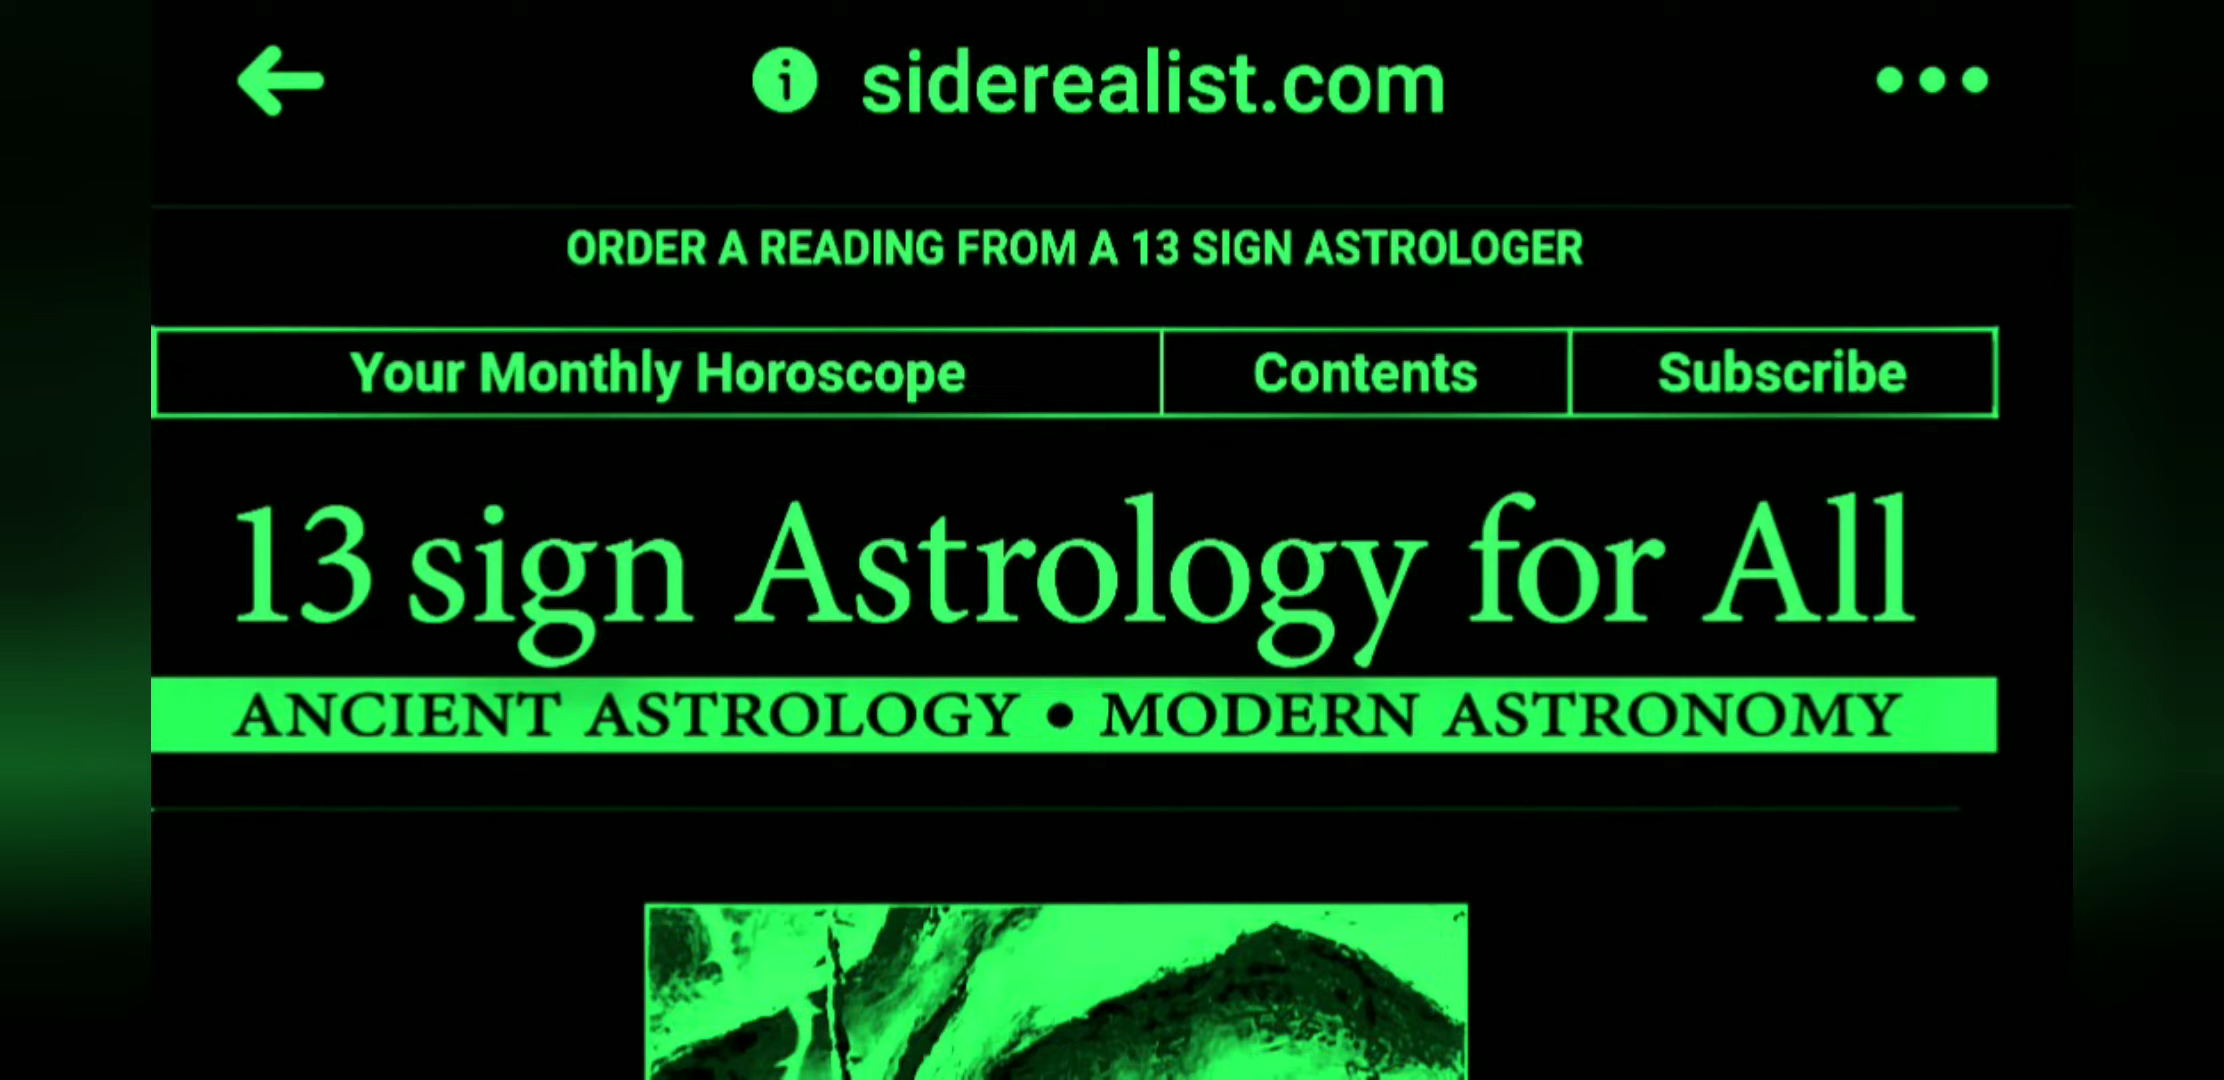 siderealist.com
ORDER A READING FROM A 13 SIGN ASTROLOGER
Your Monthly Horoscope Contents Subscribe
13 sign Astrology for All
ANCIENT ASTROLOGY • MODERN ASTRONOMY